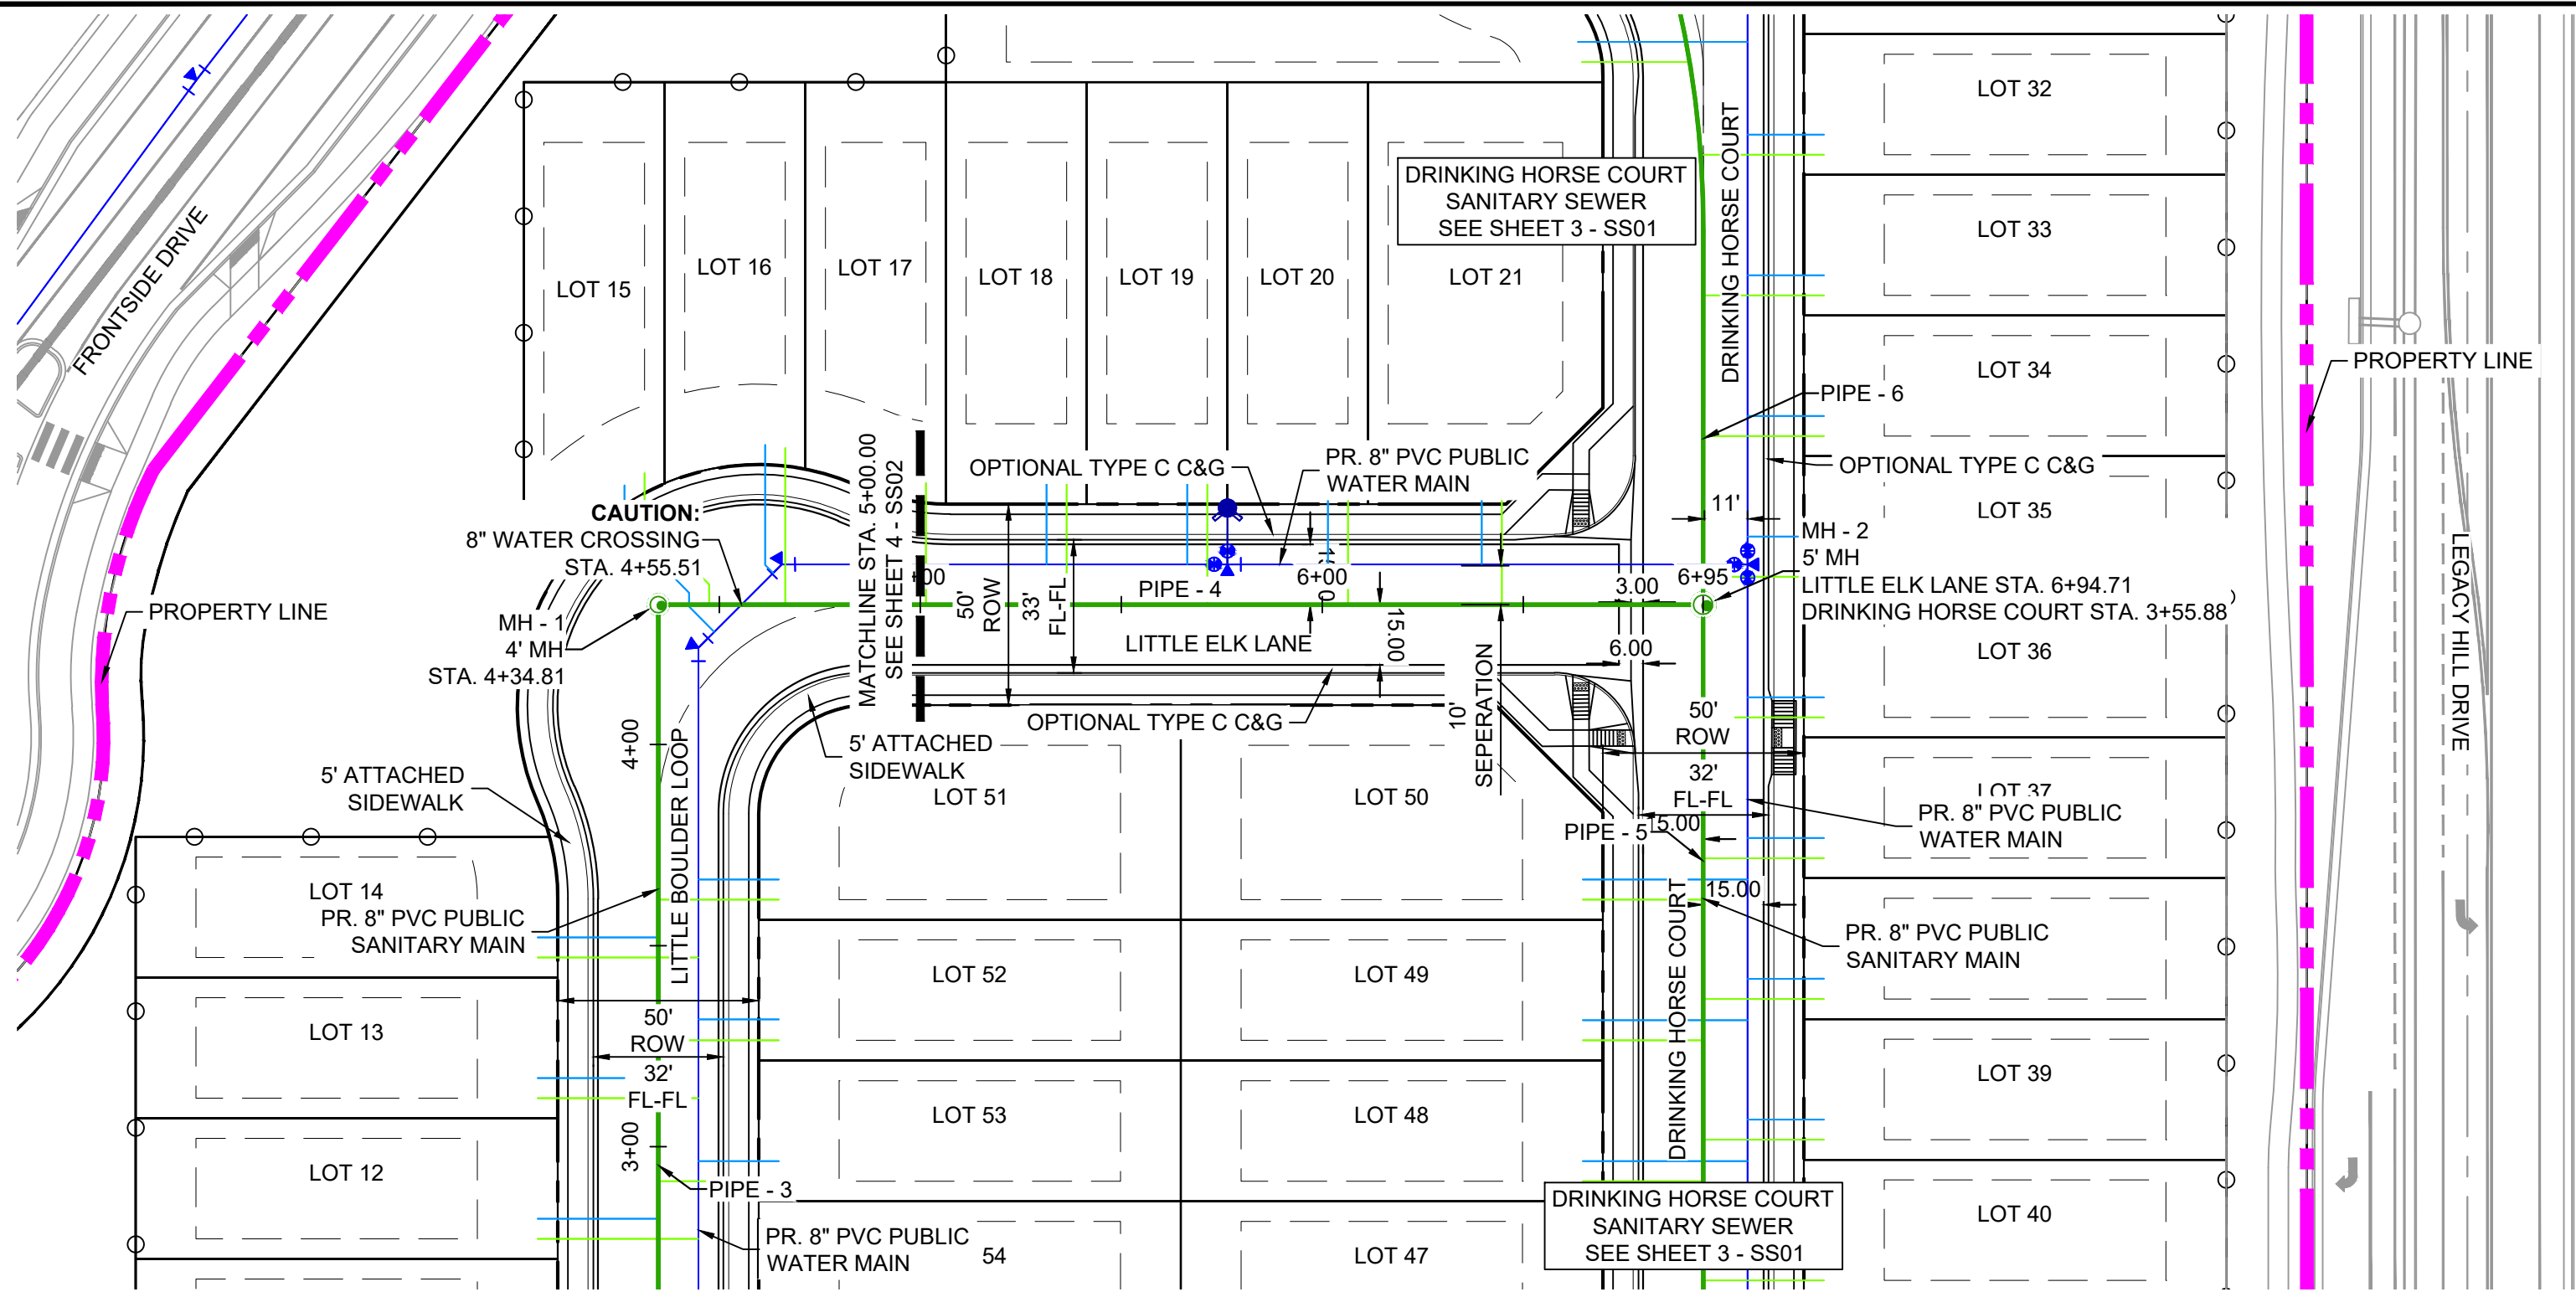 FRONTSIDE DRIVE
PROPERTY LINE
LOT 15
LOT 16
LOT 17
LOT 18
LOT 19
LOT 20
LOT 21
DRINKING HORSE COURT
SANITARY SEWER
SEE SHEET 3 - SS01
DRINKING HORSE COURT
LOT 32
LOT 33
LOT 34
LOT 35
LOT 36
LOT 37
LOT 39
LOT 40
PROPERTY LINE
LEGACY HILL DRIVE
PIPE - 6
OPTIONAL TYPE C C&G
11'
MH - 2
5' MH
LITTLE ELK LANE STA. 6+94.71
DRINKING HORSE COURT STA. 3+55.88
CAUTION:
8" WATER CROSSING
STA. 4+55.51
MH - 1
4' MH
STA. 4+34.81
MATCHLINE STA. 5+00.00
SEE SHEET 4 - SS02
OPTIONAL TYPE C C&G
PR. 8" PVC PUBLIC
WATER MAIN
+00
6+00
6+95
PIPE - 4
50'
ROW
33'
FL-FL
LITTLE ELK LANE
15.00
3.00
6.00
10'
SEPERATION
OPTIONAL TYPE C C&G
5' ATTACHED
SIDEWALK
5' ATTACHED
SIDEWALK
4+00
LITTLE BOULDER LOOP
LOT 14
PR. 8" PVC PUBLIC
SANITARY MAIN
LOT 13
LOT 12
50'
ROW
32'
FL-FL
3+00
PIPE - 3
PR. 8" PVC PUBLIC
WATER MAIN
LOT 51
LOT 50
LOT 52
LOT 49
LOT 53
LOT 48
54
LOT 47
50'
ROW
32'
FL-FL
PIPE - 5
5.00
15.00
PR. 8" PVC PUBLIC
WATER MAIN
PR. 8" PVC PUBLIC
SANITARY MAIN
DRINKING HORSE COURT
DRINKING HORSE COURT
SANITARY SEWER
SEE SHEET 3 - SS01